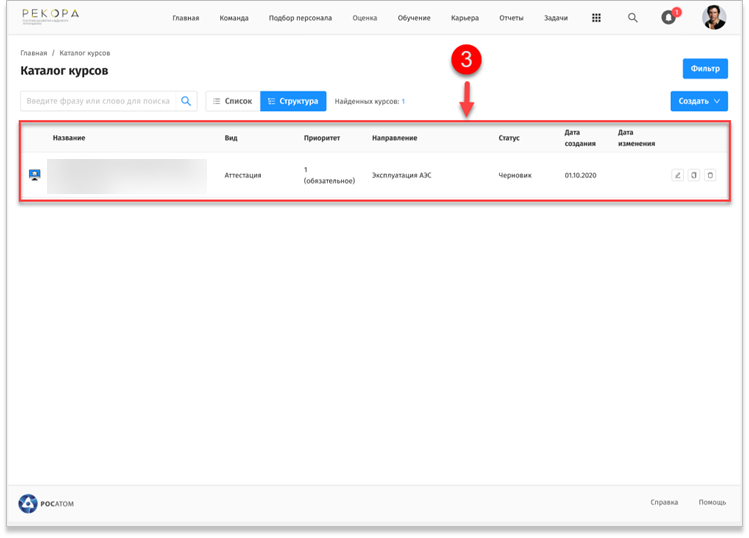 РЕКОРА
Главная Команда Подбор персонала Оценка Обучение Карьера Отчеты Задачи 1
Главная / Каталог курсов
3
Каталог курсов
Фильтр
Введите фразу или слово для поиска Список Структура Найденных курсов: 1 Создать
Название Вид Приоритет Направление Статус Дата создания Дата изменения
Аттестация 1 (обязательное) Эксплуатация АЭС Черновик 01.10.2020
РОСАТОМ Справка Помощь